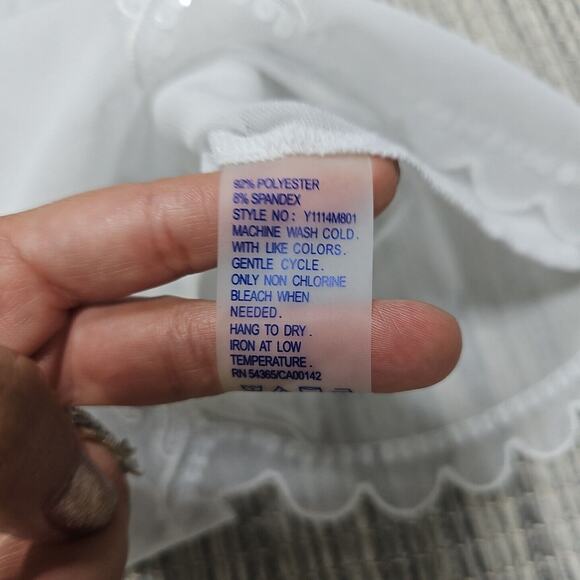 92% POLYESTER
8% SPANDEX
STYLE NO: Y1114M801
MACHINE WASH COLD.
WITH LIKE COLORS.
GENTLE CYCLE.
ONLY NON CHLORINE
BLEACH WHEN
NEEDED.
HANG TO DRY.
IRON AT LOW
TEMPERATURE.
RN 54365/CA00142